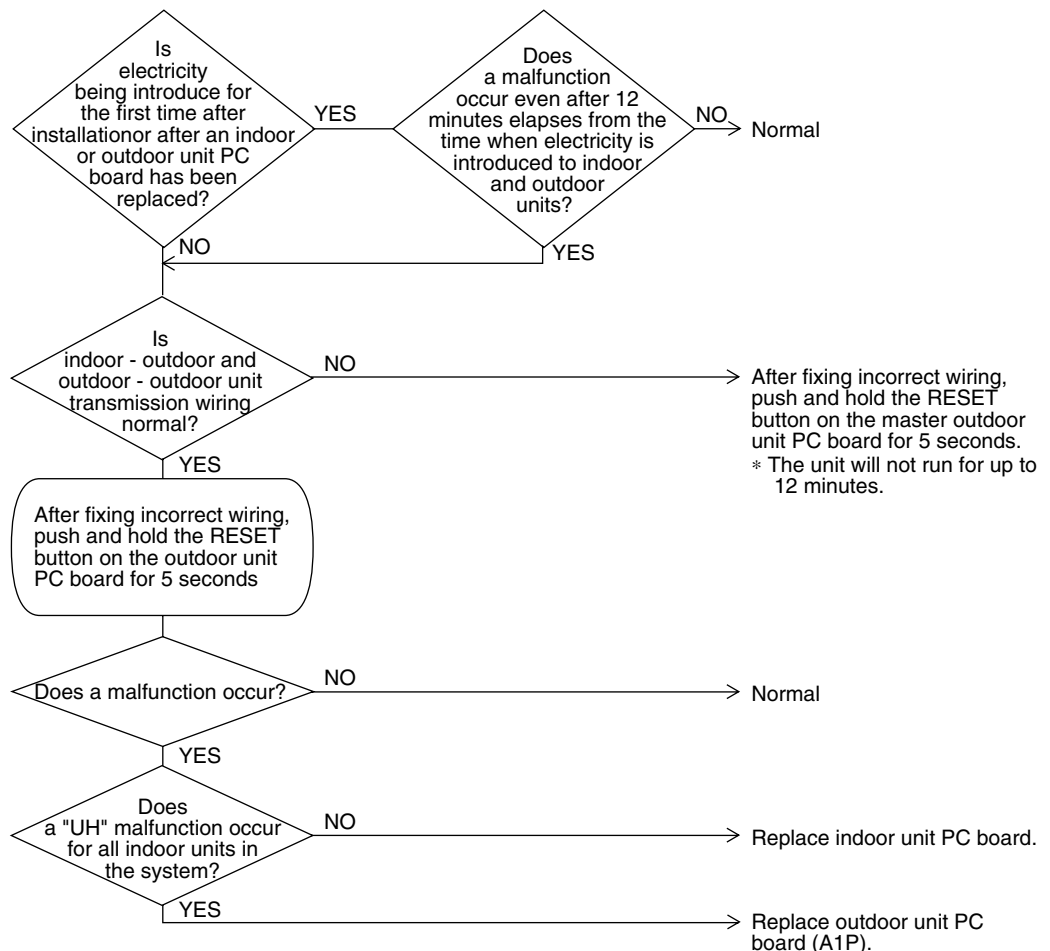 Is
electricity
being introduce for
the first time after
installationor after an indoor
or outdoor unit PC
board has been
replaced?
YES
Does
a malfunction
occur even after 12
minutes elapses from the
time when electricity is
introduced to indoor
and outdoor
units?
NO
Normal
NO
YES
Is
indoor - outdoor and
outdoor - outdoor unit
transmission wiring
normal?
NO
After fixing incorrect wiring,
push and hold the RESET
button on the master outdoor
unit PC board for 5 seconds.
* The unit will not run for up to
12 minutes.
YES
After fixing incorrect wiring,
push and hold the RESET
button on the outdoor unit
PC board for 5 seconds
Does a malfunction occur?
NO
Normal
YES
Does
a "UH" malfunction occur
for all indoor units in
the system?
NO
Replace indoor unit PC board.
YES
Replace outdoor unit PC
board (A1P).